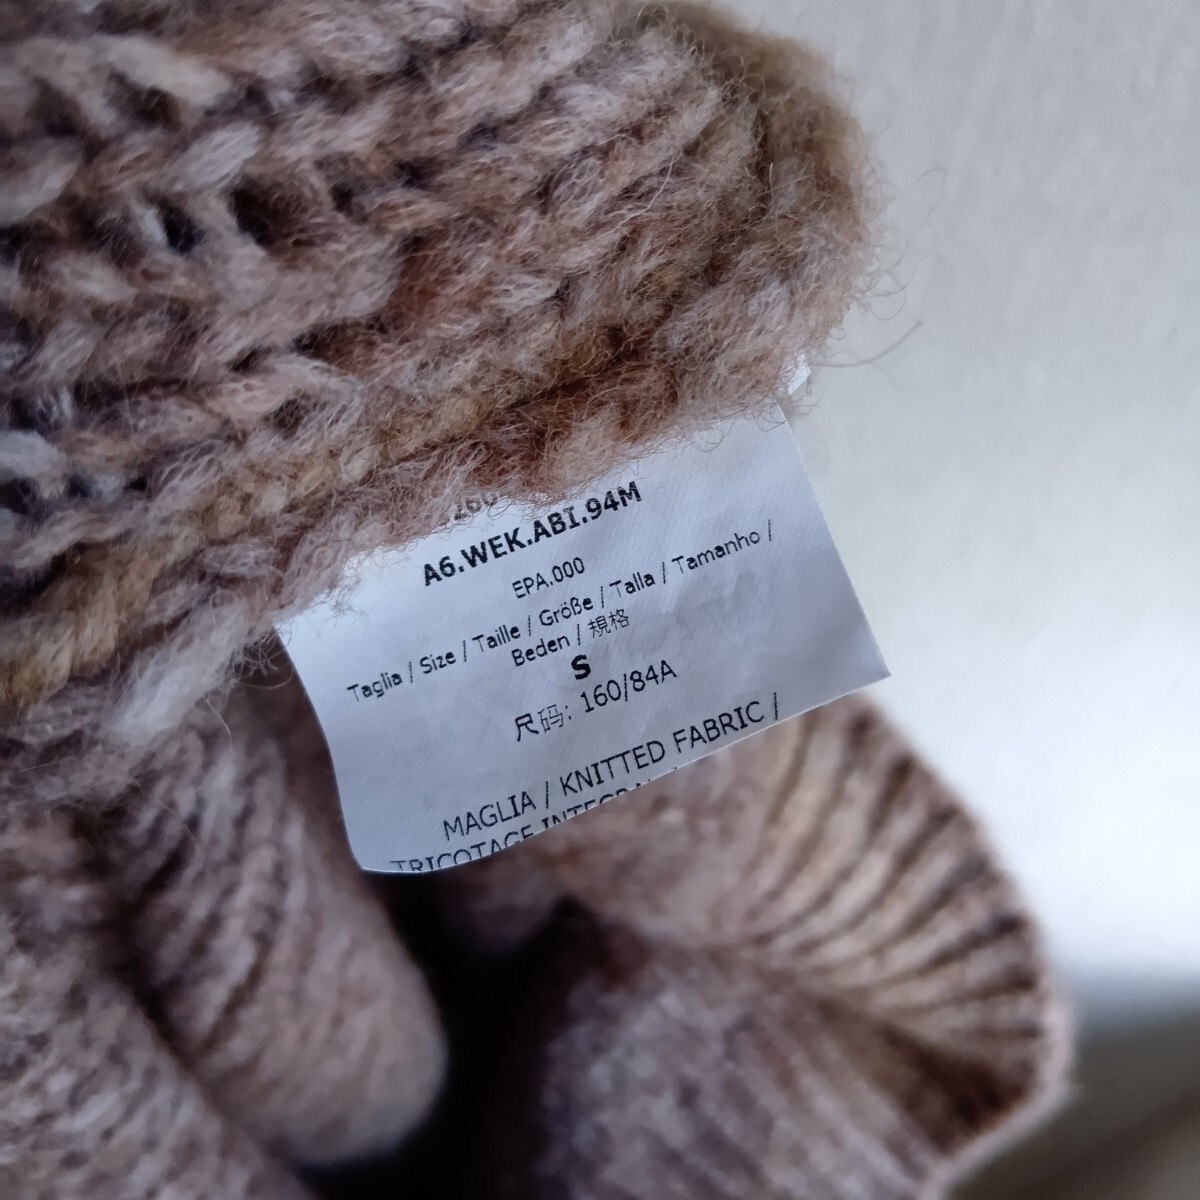 A6.WEK.ABI.94M
EPA.000
Taglia / Size / Taille / Größe / Talla / Tamanho /
Beden / 規格
S
尺码: 160/84A
MAGLIA / KNITTED FABRIC /
TRICOTAGE